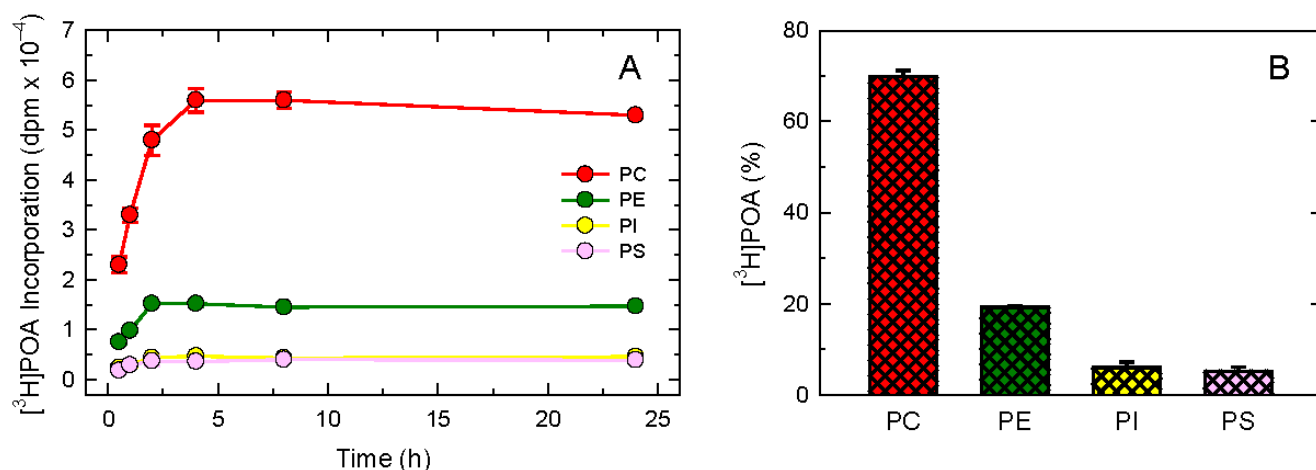 [³H]POA Incorporation (dpm x 10⁻⁴)
7
6
5
4
3
2
1
0
A
PC
PE
PI
PS
0 5 10 15 20 25
Time (h)
[³H]POA (%)
80
60
40
20
0
B
PC PE PI PS